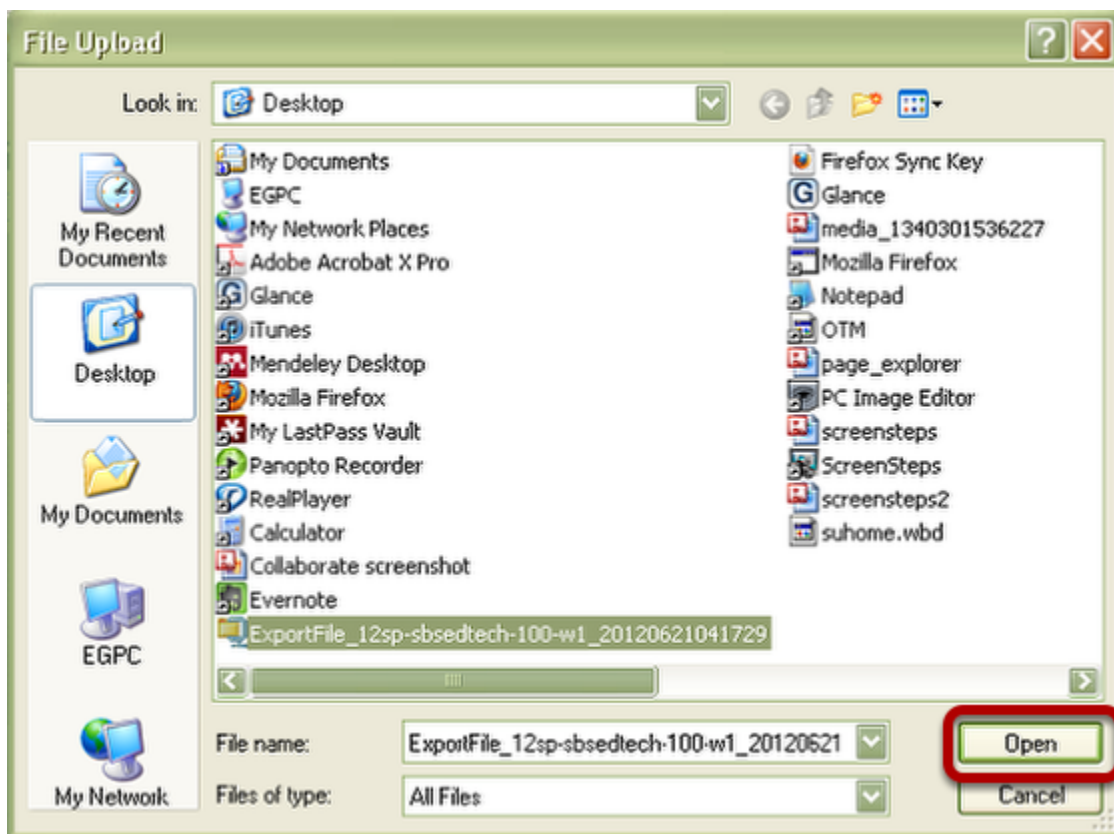 File Upload
Look in: Desktop
My Recent
Documents
Desktop
My Documents
EGPC
My Network
My Documents
EGPC
My Network Places
Adobe Acrobat X Pro
Glance
iTunes
Mendeley Desktop
Mozilla Firefox
My LastPass Vault
Panopto Recorder
RealPlayer
Calculator
Collaborate screenshot
Evernote
ExportFile_12sp-sbsedtech-100-w1_20120621041729
Firefox Sync Key
Glance
media_1340301536227
Mozilla Firefox
Notepad
OTM
page_explorer
PC Image Editor
screensteps
ScreenSteps
screensteps2
suhome.wbd
File name: ExportFile_12sp-sbsedtech-100-w1_20120621 Open
Files of type: All Files Cancel